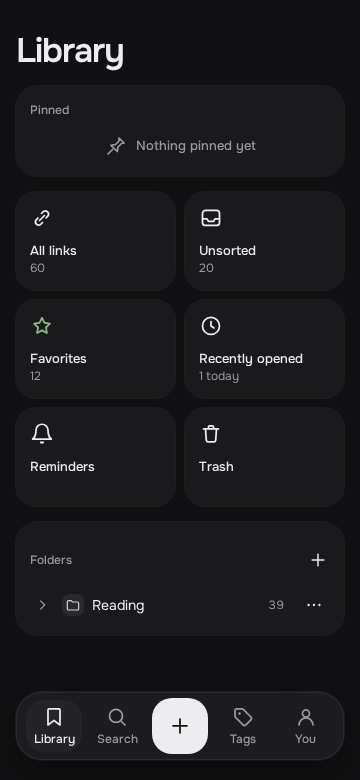 Library
Pinned
Nothing pinned yet
All links
60
Unsorted
20
Favorites
12
Recently opened
1 today
Reminders
Trash
Folders
Reading
39
Library
Search
Tags
You